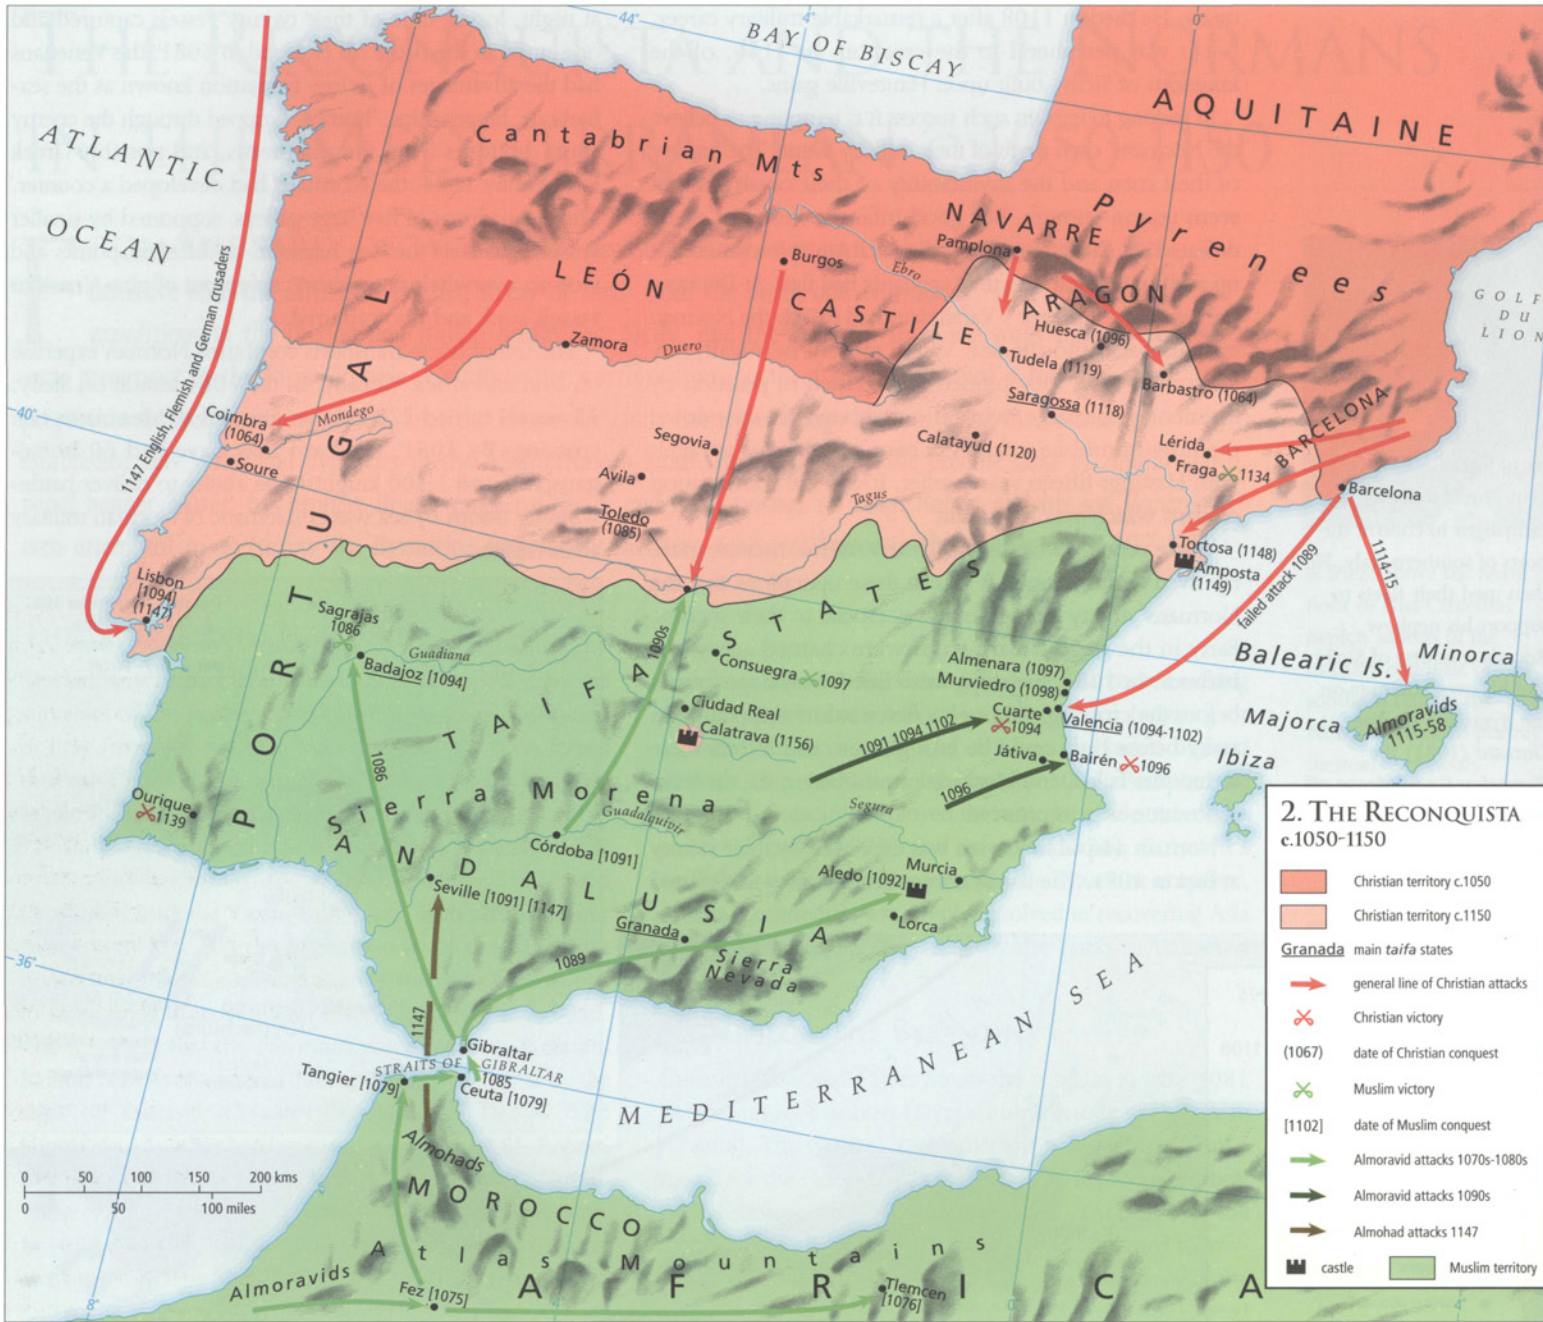 44°
8°
4°
0°
BAY OF BISCAY
AQUITAINE
ATLANTIC
OCEAN
Cantabrian Mts
Pyrenees
NAVARRE
Pamplona
GOLF
DU
LION
Burgos
Ebro
LEÓN
CASTILE
ARAGON
Huesca (1096)
Zamora
Duero
Tudela (1119)
Barbastro (1064)
1147 English, Flemish and German crusaders
PORTUGAL
40°
Coimbra
(1064)
Mondego
Saragossa (1118)
BARCELONA
Soure
Segovia
Calatayud (1120)
Lérida
Avila
Fraga
1134
Barcelona
Toledo
(1085)
Tagus
Tortosa (1148)
Amposta
(1149)
failed attack 1089
1114-15
Lisbon
[1094]
(1147)
Sagrajas
1086
TAIFA STATES
1090s
Badajoz [1094]
Guadiana
Consuegra
1097
Almenara (1097)
Murviedro (1098)
Balearic Is.
Minorca
Ciudad Real
Cuarte
1094
Valencia (1094-1102)
Majorca
Almoravids
1115-58
Calatrava (1156)
1091 1094 1102
Játiva
Bairén
1096
Ibiza
1086
1096
Ourique
1139
Sierra Morena
Guadalquivir
Segura
ANDALUSIA
Córdoba [1091]
Seville [1091] [1147]
Aledo [1092]
Murcia
Granada
Lorca
1089
Sierra
Nevada
36°
1147
Gibraltar
STRAITS OF GIBRALTAR
1085
Tangier [1079]
Ceuta [1079]
MEDITERRANEAN SEA
Almohads
MOROCCO
Atlas Mountains
Almoravids
Fez [1075]
Tlemcen
[1076]
AFRICA
8°
4°
0°
4°
0 50 100 150 200 kms
0 50 100 miles
2. THE RECONQUISTA
c.1050-1150
Christian territory c.1050
Christian territory c.1150
Granada main taifa states
general line of Christian attacks
Christian victory
(1067) date of Christian conquest
Muslim victory
[1102] date of Muslim conquest
Almoravid attacks 1070s-1080s
Almoravid attacks 1090s
Almohad attacks 1147
castle
Muslim territory